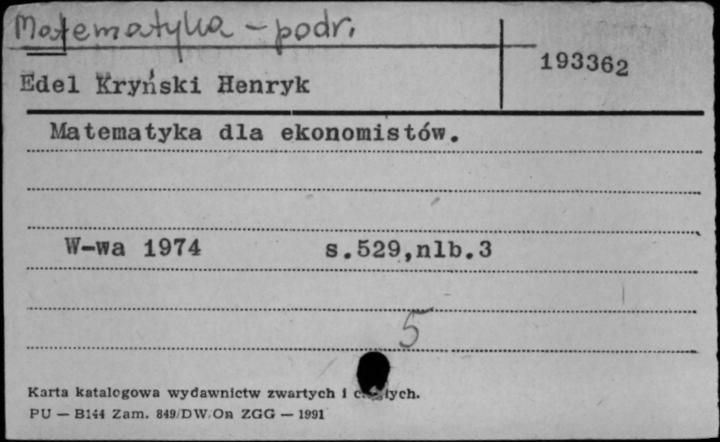 Matematyka - podr.
193362
Edel Kryński Henryk
Matematyka dla ekonomistów.
W-wa 1974 s.529,nlb.3
5
Karta katalogowa wydawnictw zwartych i
PU — B144 Zam. 849/DW/On ZGG — 1991